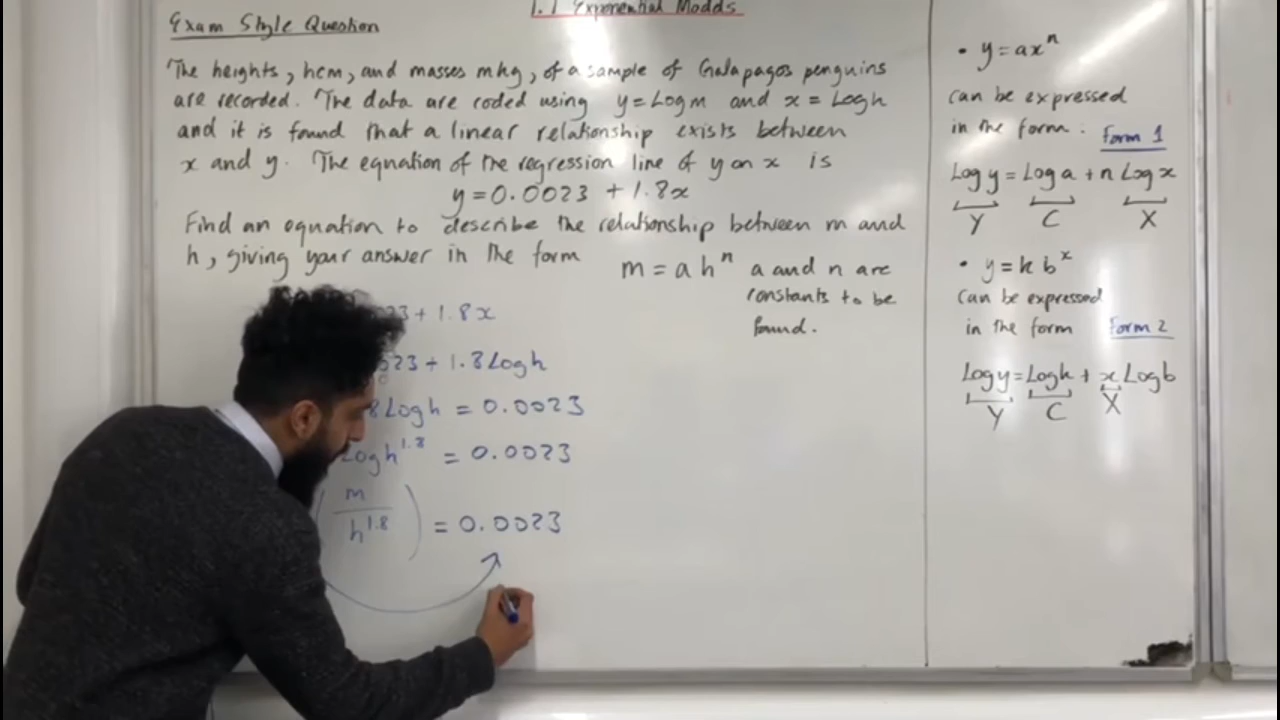 1.1 Exponential Modds
Exam Style Question
The heights, hcm, and masses mkg, of a sample of Galapagos penguins
are recorded. The data are coded using y = Log m and x = Log h
and it is found that a linear relationship exists between
x and y. The equation of the regression line of y on x is
y = 0.0023 + 1.8x
Find an equation to describe the relationship between m and
h, giving your answer in the form m = a hⁿ a and n are
constants to be
found.
23 + 1.8x
023 + 1.8 Log h
8 Log h = 0.0023
Log h^1.8 = 0.0023
( m / h^1.8 ) = 0.0023
• y = axⁿ
can be expressed
in the form : Form 1
Log y = Log a + n Log x
Y C X
• y = k bˣ
can be expressed
in the form Form 2
Log y = Log k + x Log b
Y C X